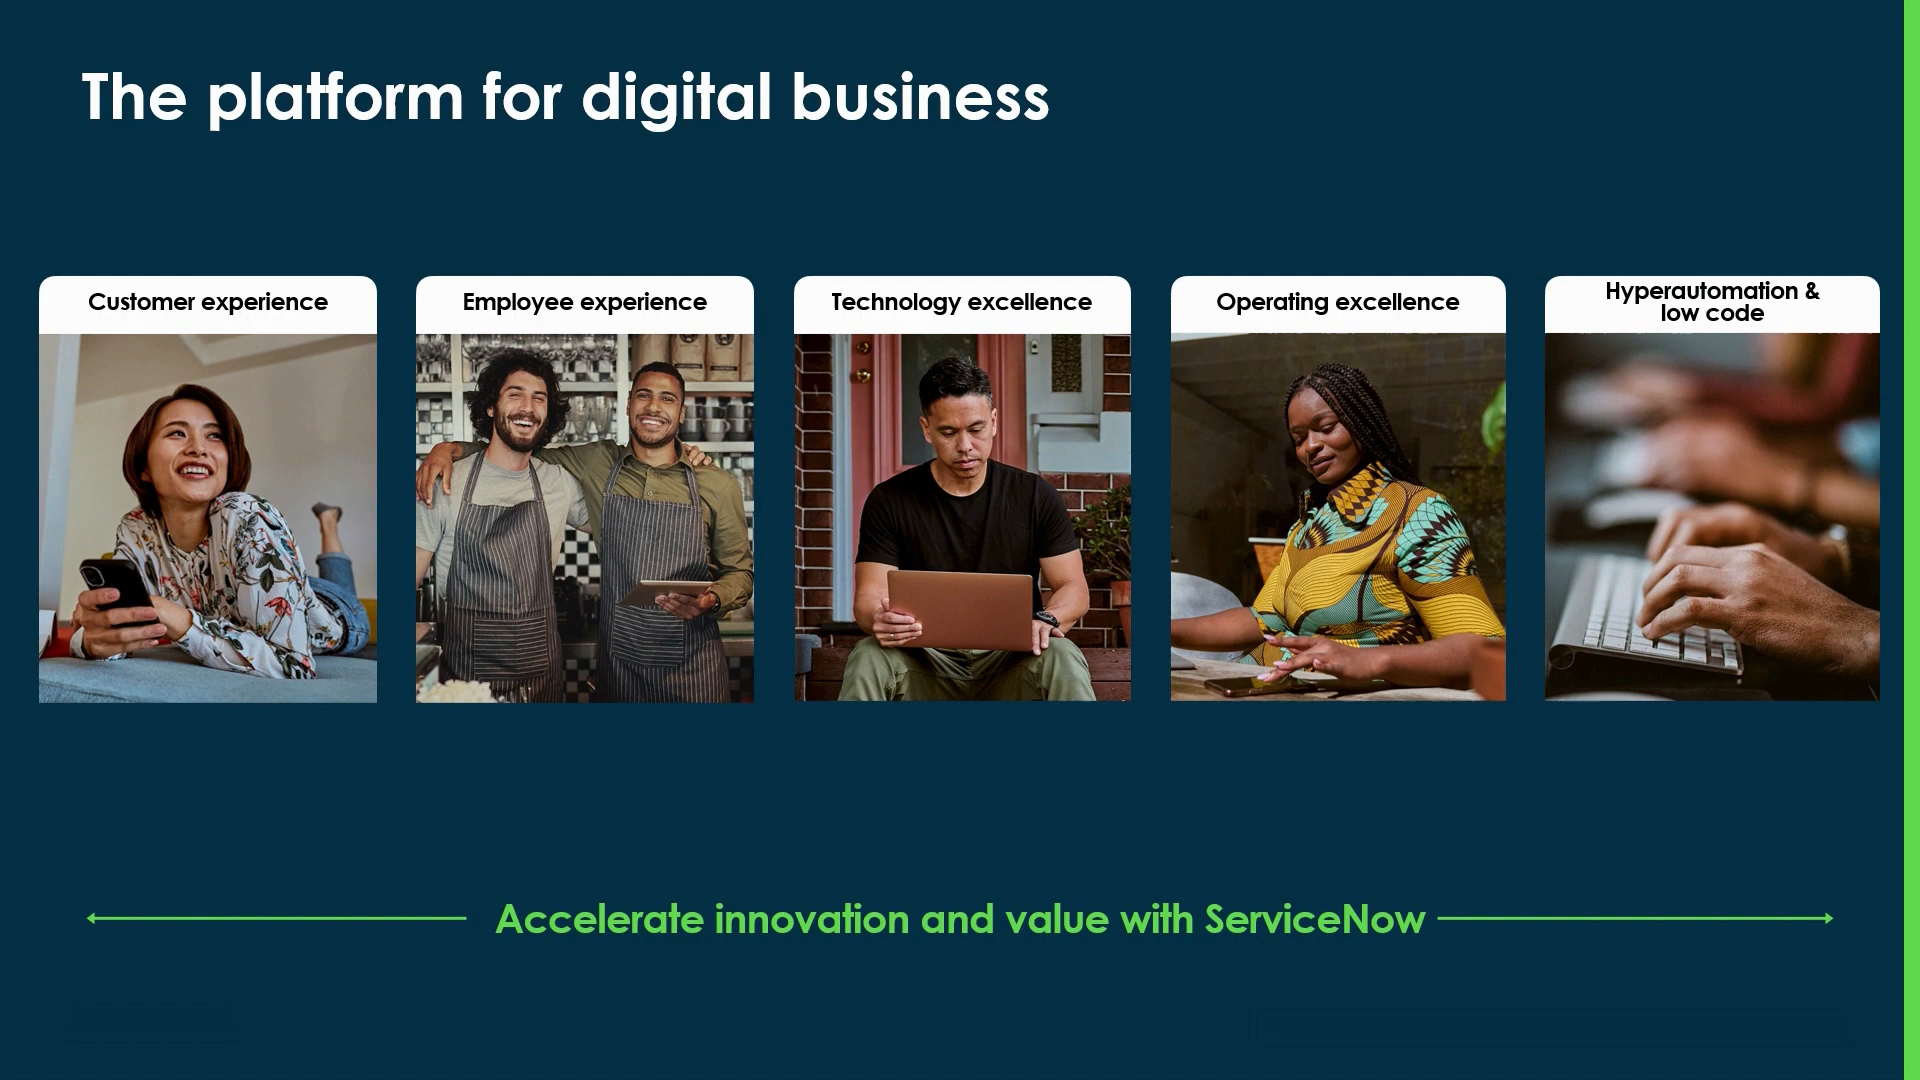 The platform for digital business
Customer experience
Employee experience
Technology excellence
Operating excellence
Hyperautomation &
low code
Accelerate innovation and value with ServiceNow